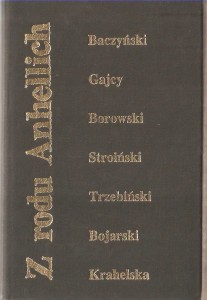 Z rodu Anhellich
Baczyński
Gajcy
Borowski
Stroiński
Trzebiński
Bojarski
Krahelska